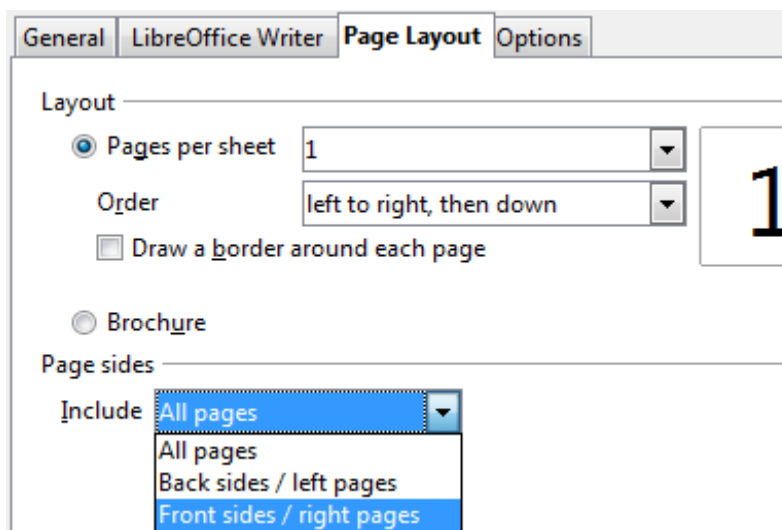 General LibreOffice Writer Page Layout Options
Layout
Pages per sheet 1
1
Order left to right, then down
Draw a border around each page
Brochure
Page sides
Include All pages
All pages
Back sides / left pages
Front sides / right pages